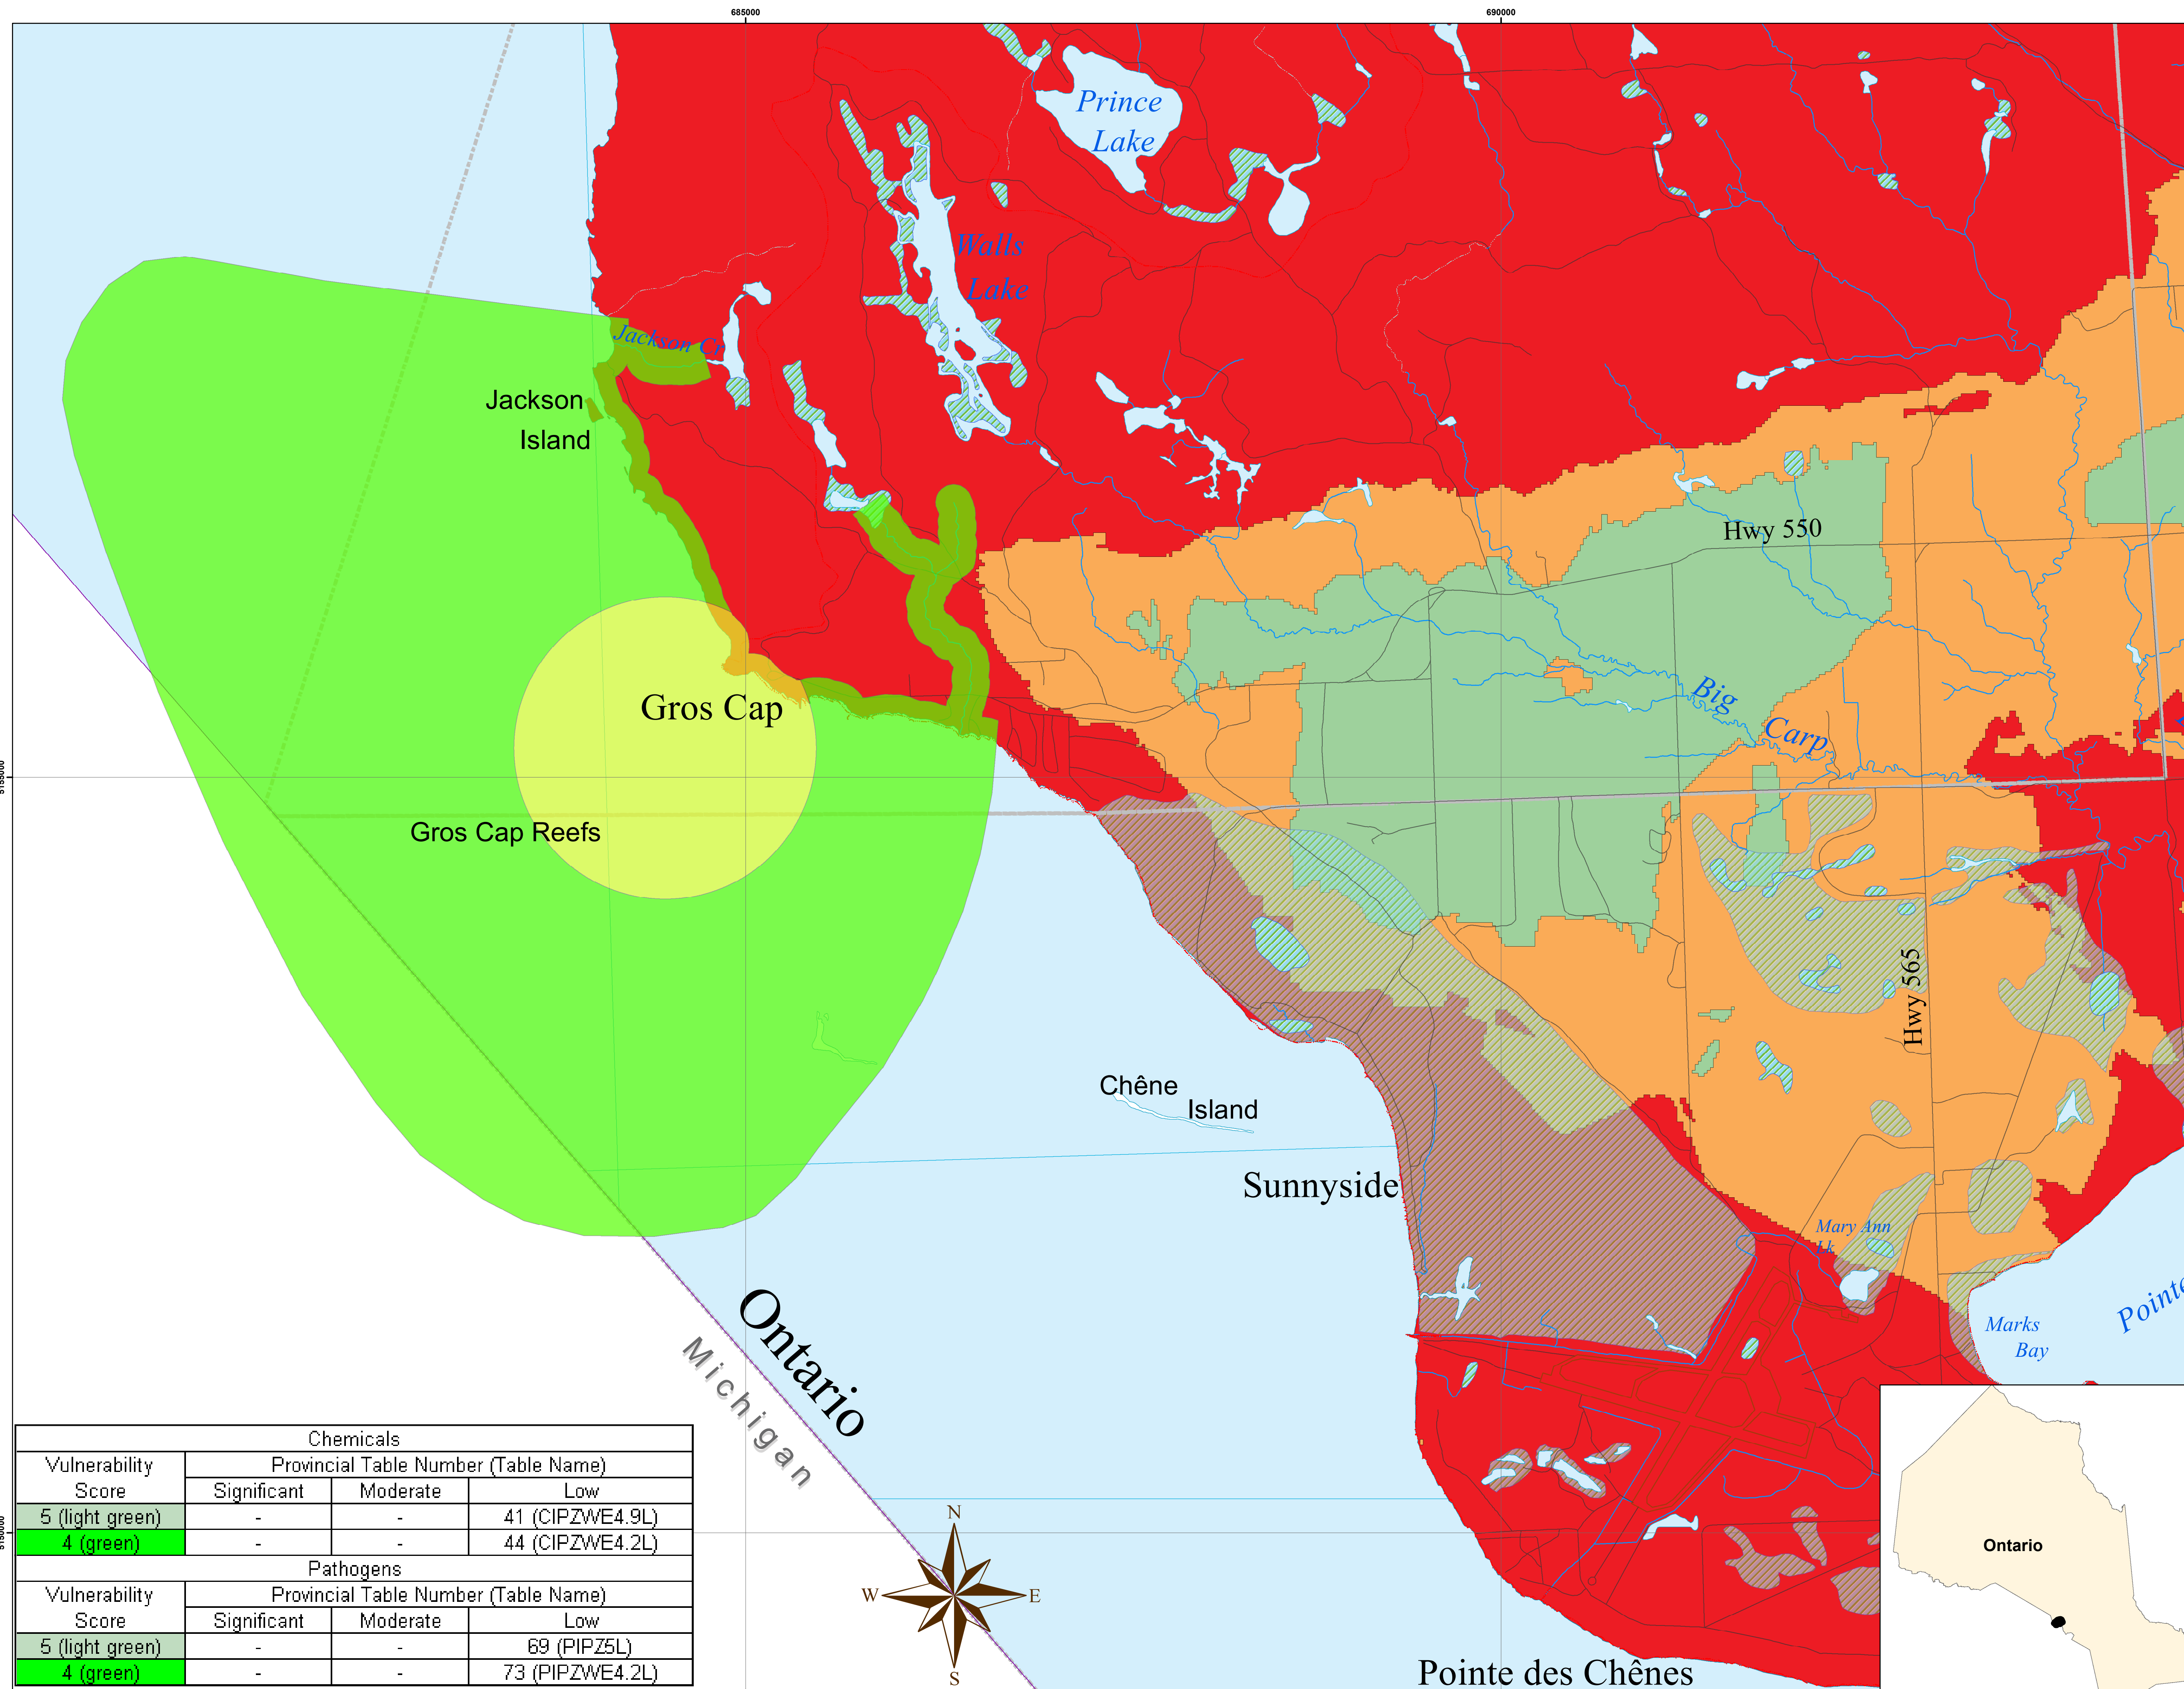 685000
690000
Prince
Lake
Walls
Lake
Jackson Cr
Jackson
Island
Hwy 550
Big
Carp
Gros Cap
Gros Cap Reefs
Hwy 565
Chêne
Island
Sunnyside
Mary Ann
Lk
Marks
Bay
Pointe
Ontario
Michigan
Pointe des Chênes
N
W
E
S
Ontario
Chemicals
Vulnerability Score
Provincial Table Number (Table Name)
Significant Moderate Low
5 (light green) - - 41 (CIPZWE4.9L)
4 (green) - - 44 (CIPZWE4.2L)
Pathogens
Vulnerability Score
Provincial Table Number (Table Name)
Significant Moderate Low
5 (light green) - - 69 (PIPZ5L)
4 (green) - - 73 (PIPZWE4.2L)